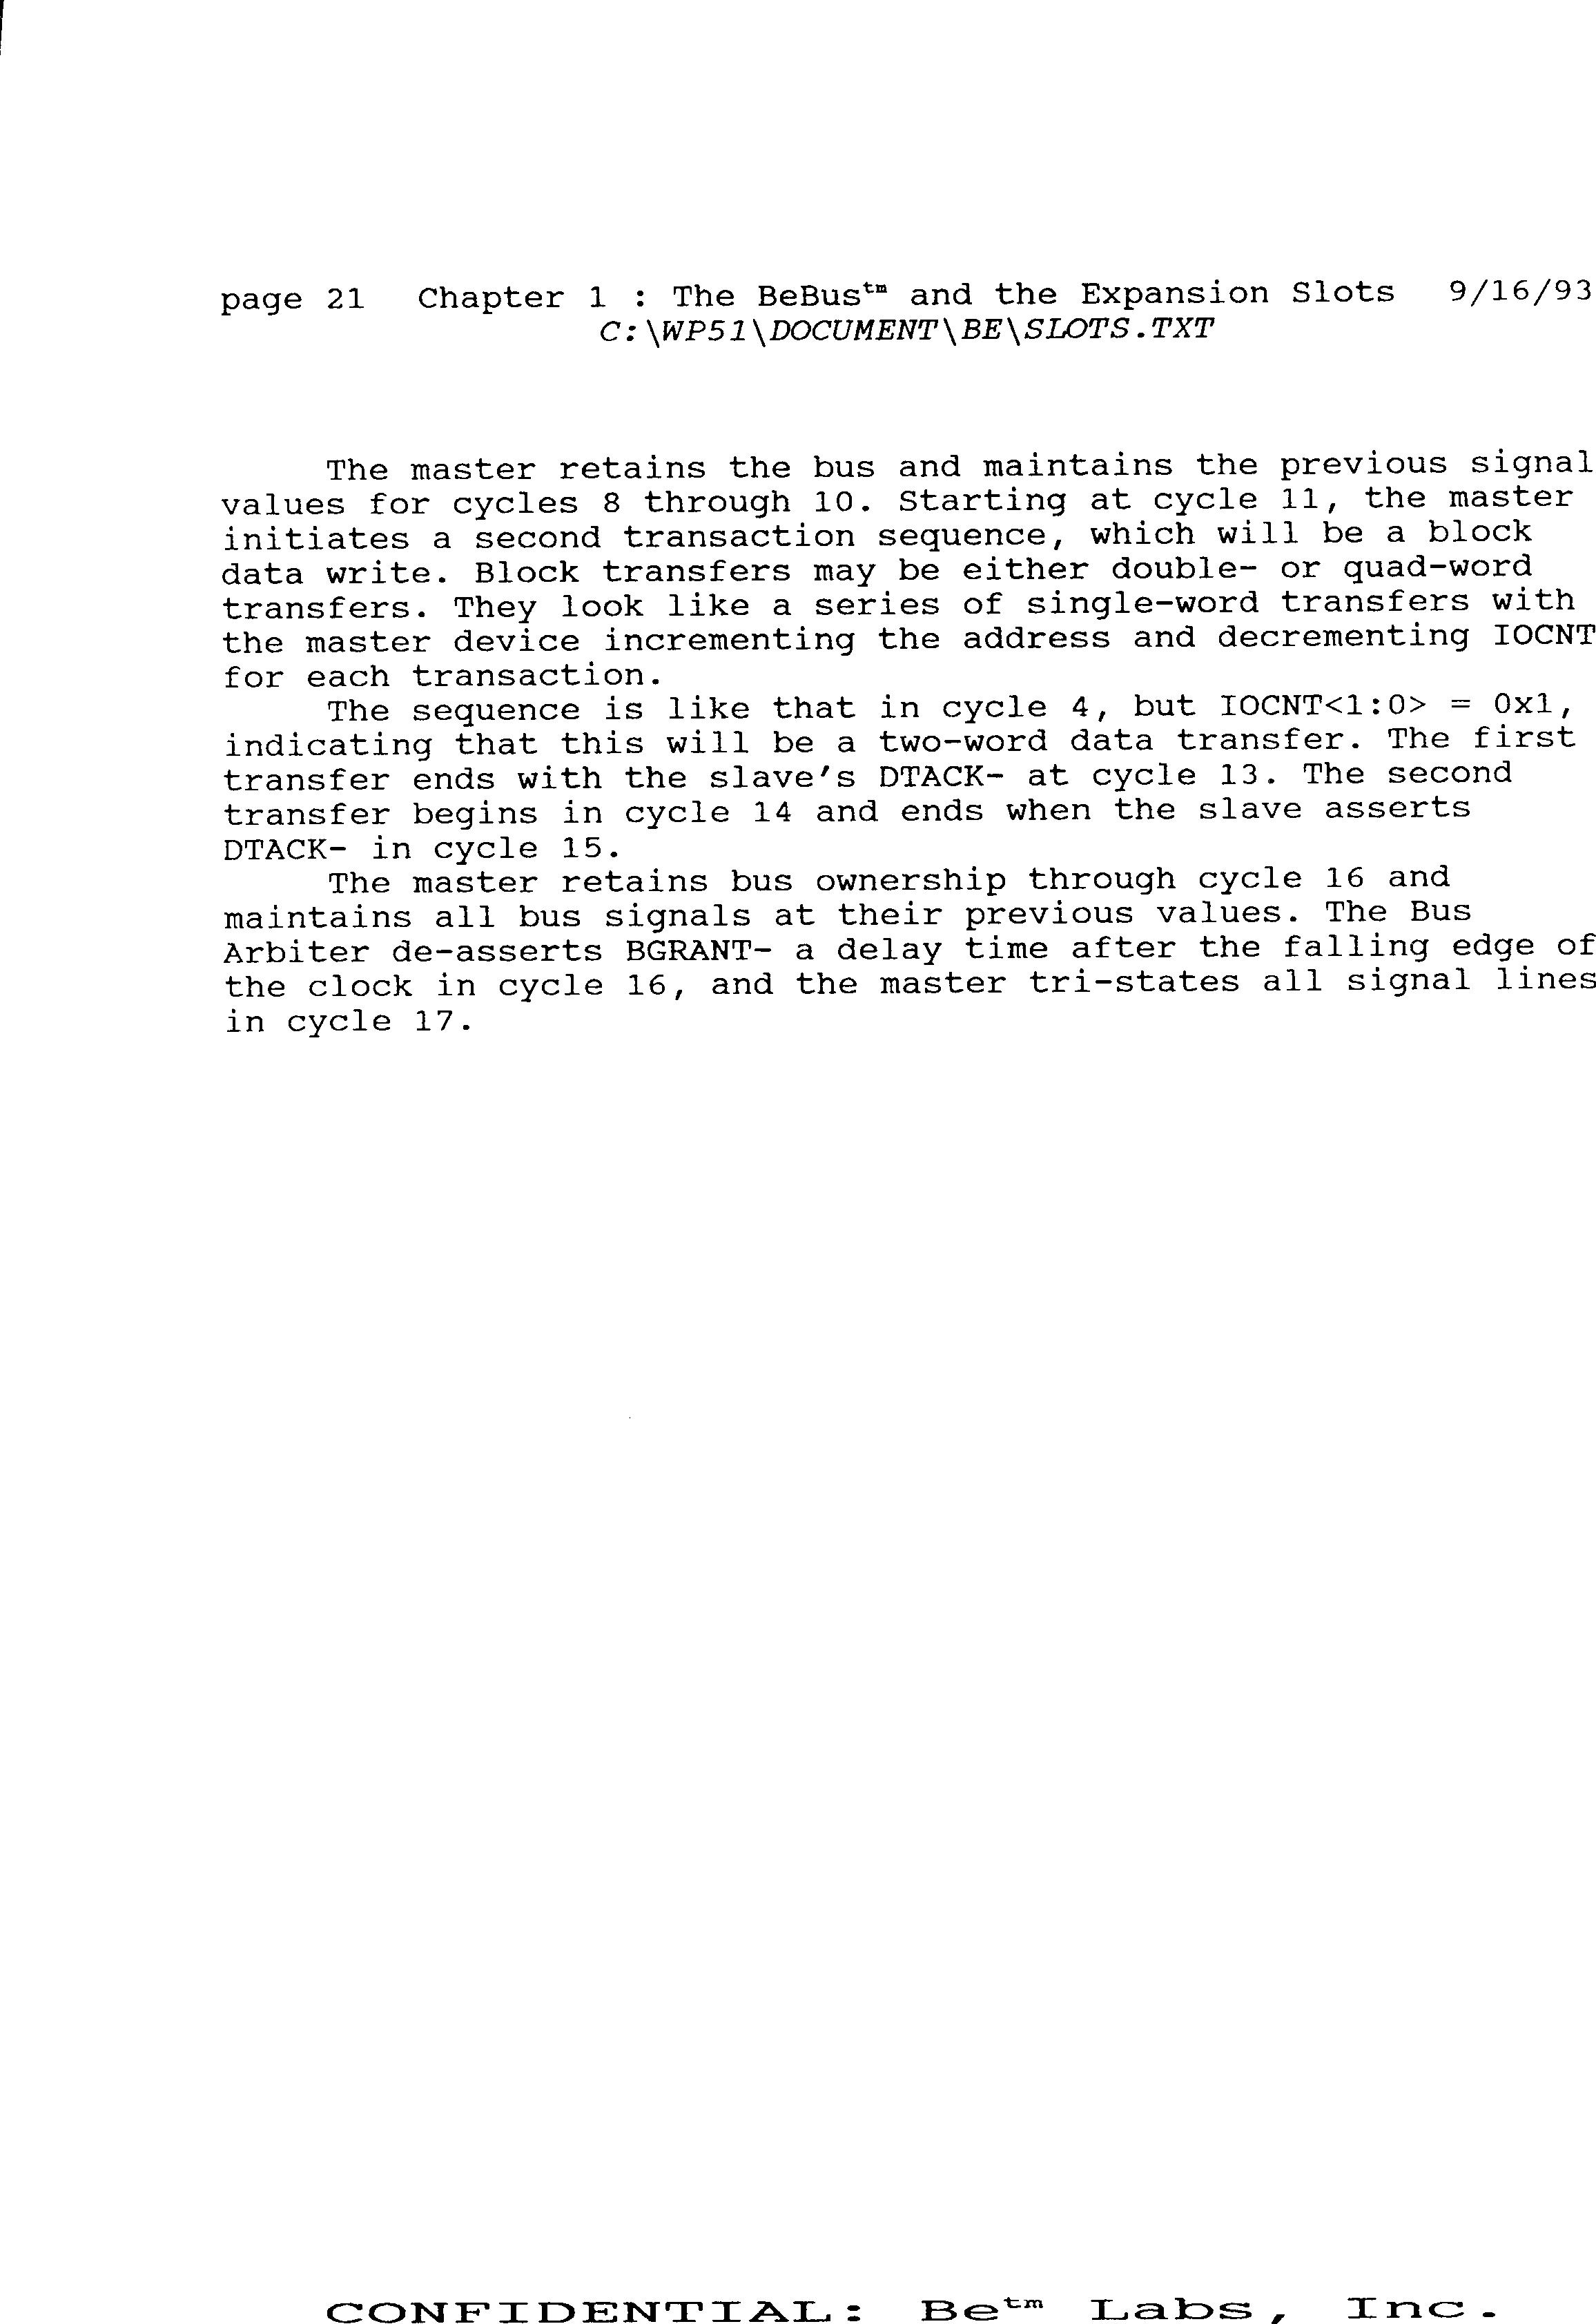 page 21 Chapter 1 : The BeBus™ and the Expansion Slots 9/16/93
C:\WP51\DOCUMENT\BE\SLOTS.TXT
The master retains the bus and maintains the previous signal
values for cycles 8 through 10. Starting at cycle 11, the master
initiates a second transaction sequence, which will be a block
data write. Block transfers may be either double- or quad-word
transfers. They look like a series of single-word transfers with
the master device incrementing the address and decrementing IOCNT
for each transaction.
The sequence is like that in cycle 4, but IOCNT<1:0> = 0x1,
indicating that this will be a two-word data transfer. The first
transfer ends with the slave's DTACK- at cycle 13. The second
transfer begins in cycle 14 and ends when the slave asserts
DTACK- in cycle 15.
The master retains bus ownership through cycle 16 and
maintains all bus signals at their previous values. The Bus
Arbiter de-asserts BGRANT- a delay time after the falling edge of
the clock in cycle 16, and the master tri-states all signal lines
in cycle 17.
CONFIDENTIAL: Be™ Labs, Inc.